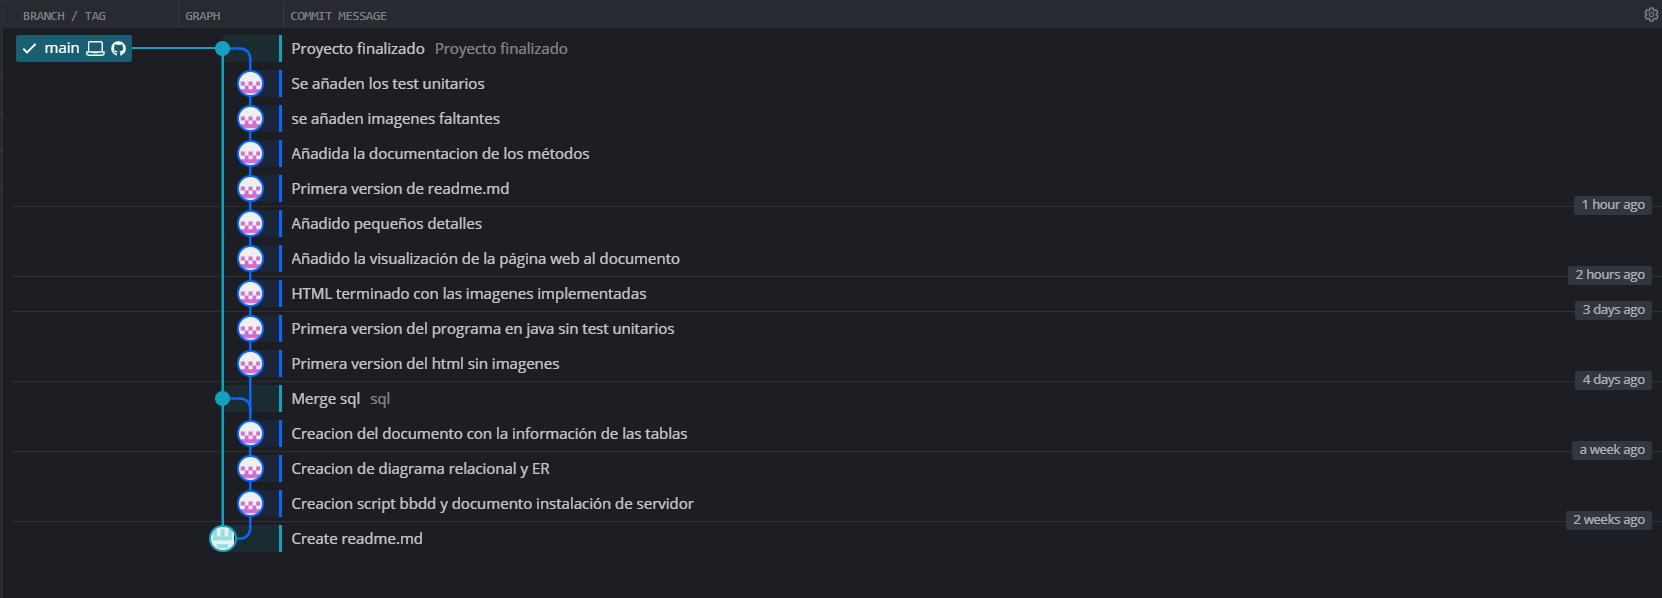 BRANCH / TAG GRAPH COMMIT MESSAGE
main Proyecto finalizado Proyecto finalizado
Se añaden los test unitarios
se añaden imagenes faltantes
Añadida la documentacion de los métodos
Primera version de readme.md
1 hour ago
Añadido pequeños detalles
Añadido la visualización de la página web al documento
2 hours ago
HTML terminado con las imagenes implementadas
3 days ago
Primera version del programa en java sin test unitarios
Primera version del html sin imagenes
4 days ago
Merge sql sql
Creacion del documento con la información de las tablas
a week ago
Creacion de diagrama relacional y ER
Creacion script bbdd y documento instalación de servidor
2 weeks ago
Create readme.md